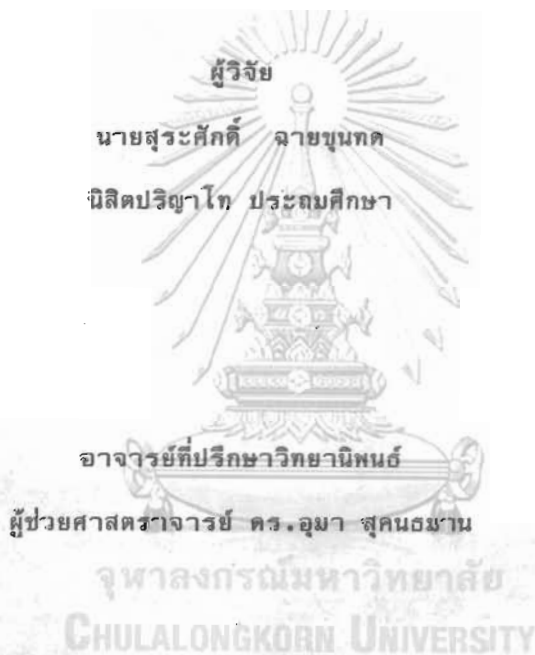 ผู้วิจัย
นายสุระศักดิ์ ฉายขุนทด
นิสิตปริญาโท ประถมศึกษา
อาจารย์ที่ปรึกษาวิทยานิพนธ์
ผู้ช่วยศาสตราจารย์ ดร.อุมา สุคนธมาน
จุฬาลงกรณ์มหาวิทยาลัย
CHULALONGKORN UNIVERSITY